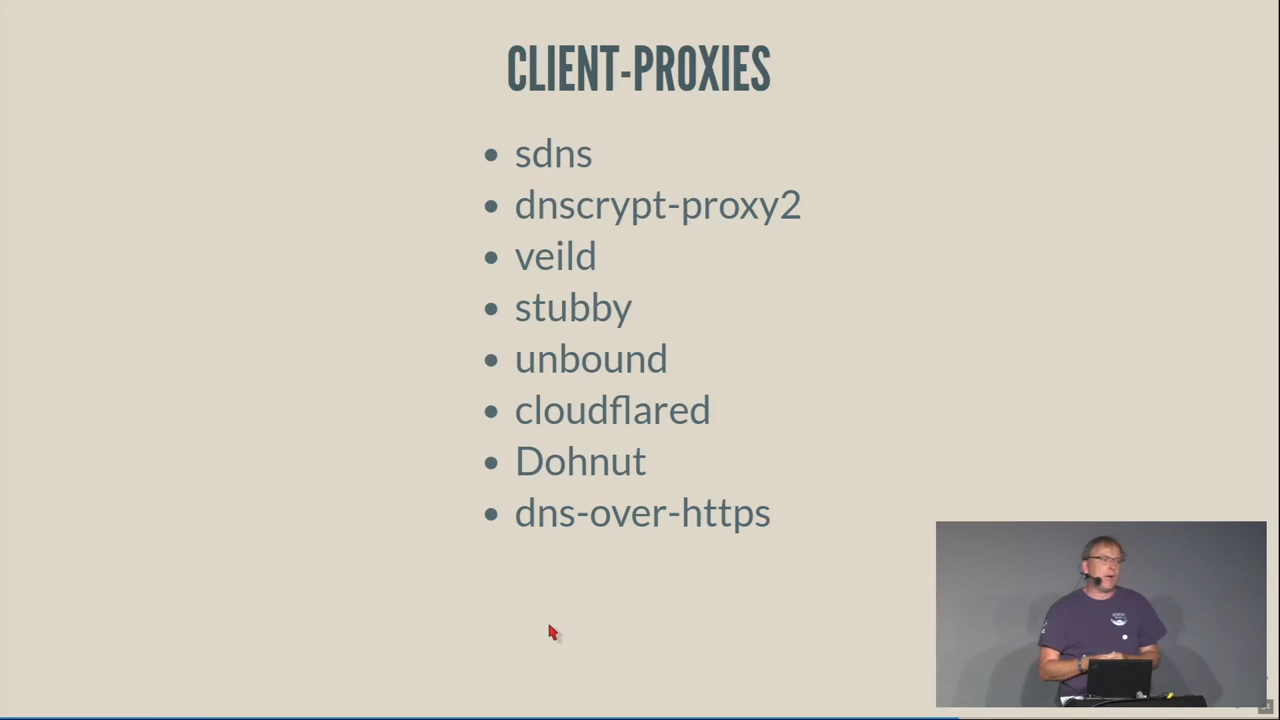 CLIENT-PROXIES
sdns
dnscrypt-proxy2
veild
stubby
unbound
cloudflared
Dohnut
dns-over-https